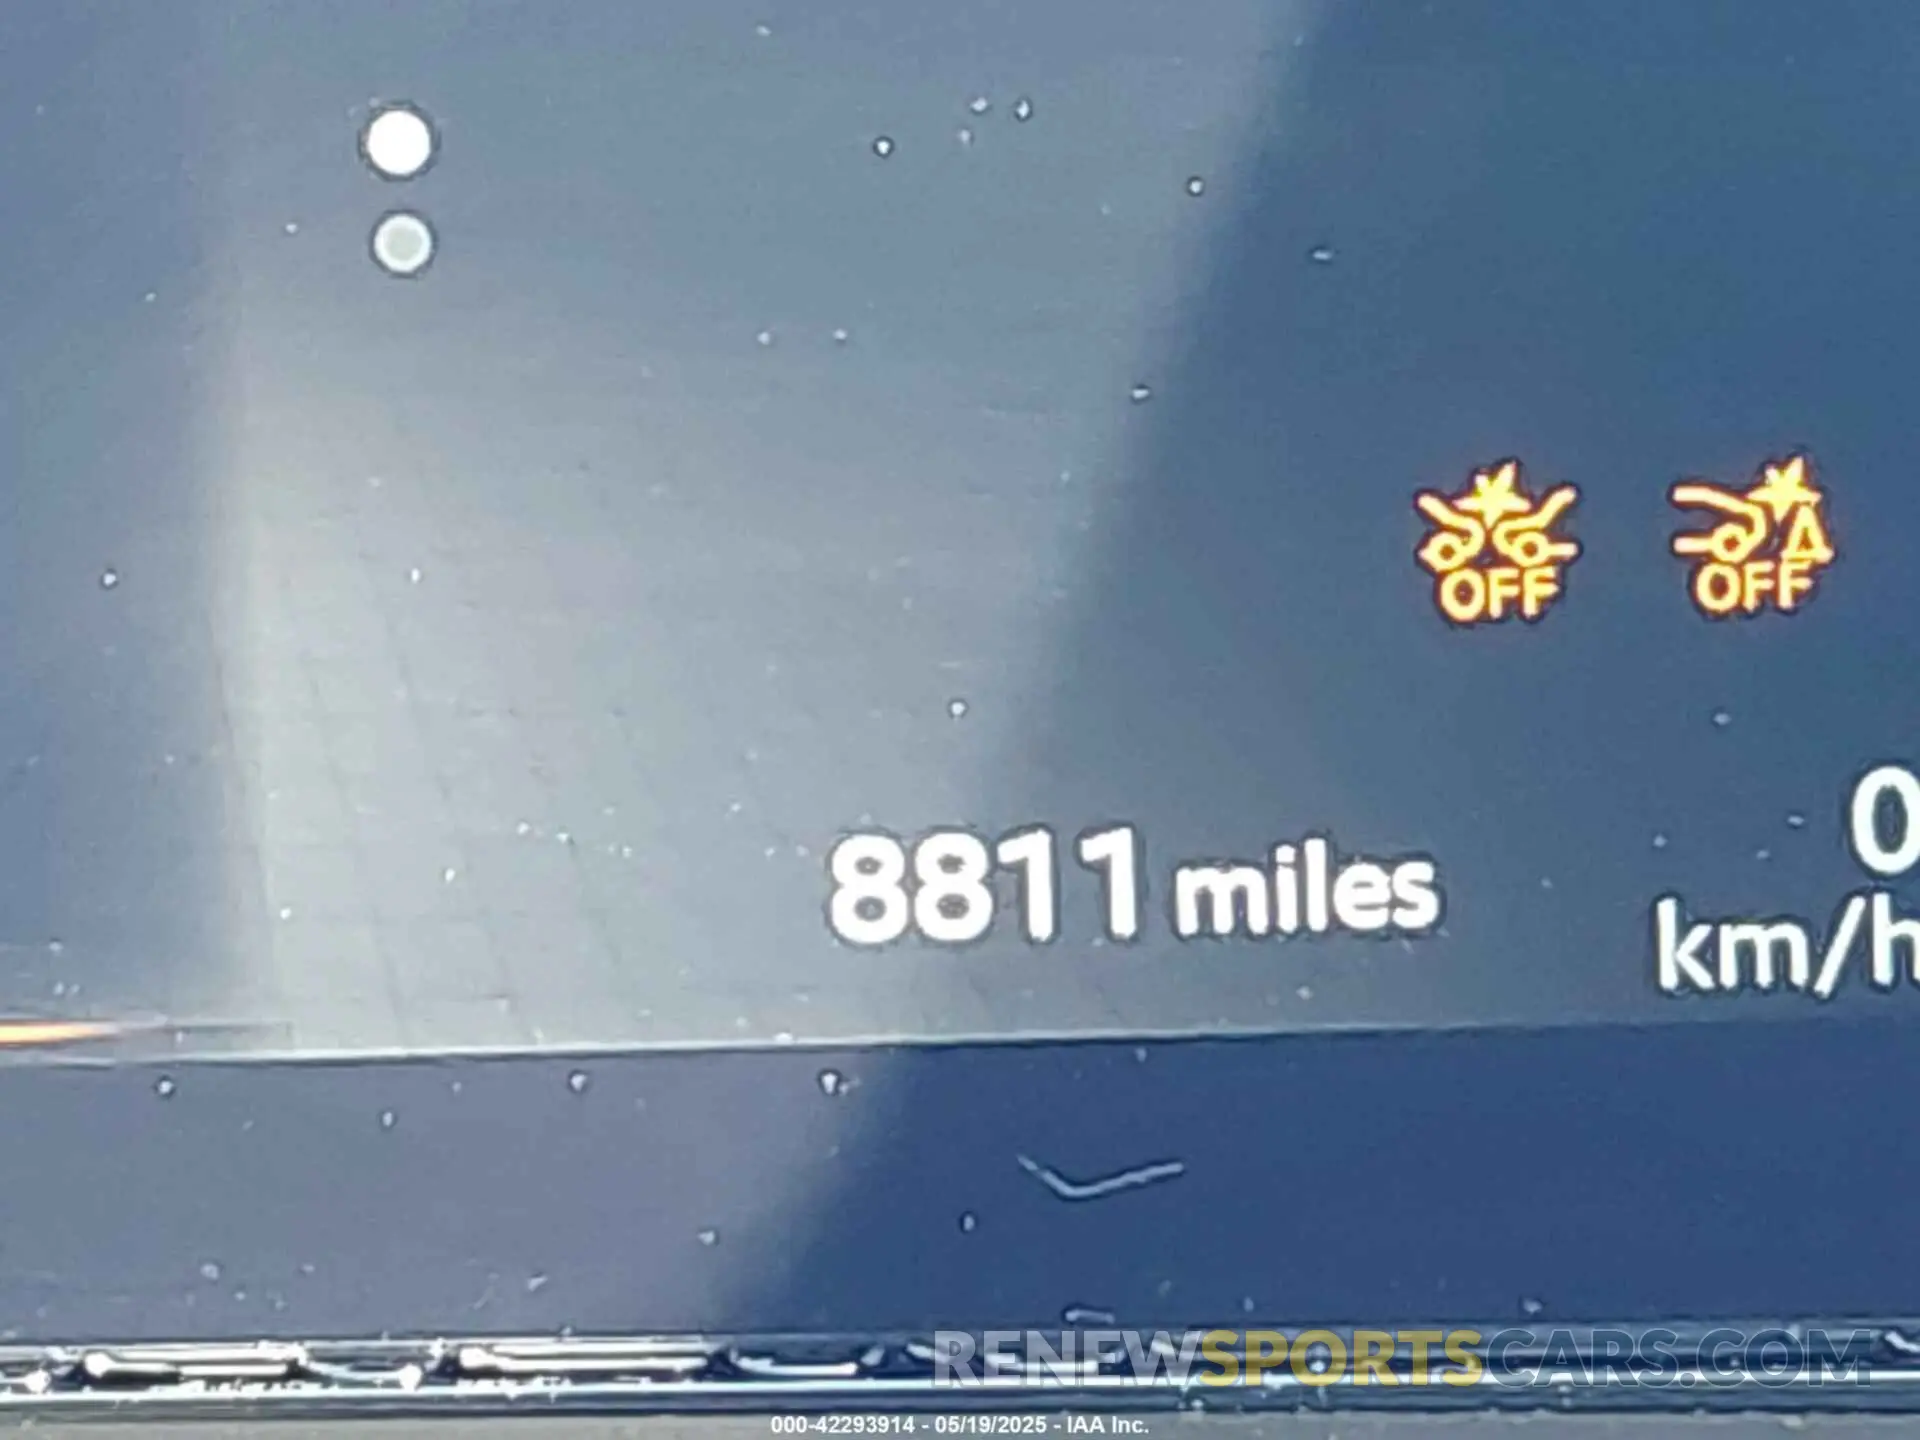 OFF OFF
8811 miles
0
km/h
RENEWSPORTSCARS.COM
000-42293914 - 05/19/2025 - IAA Inc.